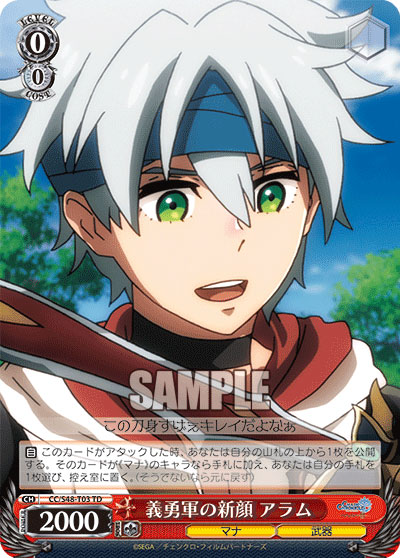 LEVEL
0
0
COST
SAMPLE
この刀身すげぇキレイだよなぁ
【自】このカードがアタックした時、あなたは自分の山札の上から1枚を公開
する。そのカードが《マナ》のキャラなら手札に加え、あなたは自分の手札を
1枚選び、控え室に置く。（そうでないなら元に戻す）
CH
CC/S48-T03 TD
2000
義勇軍の新顔 アラム
マナ
武器
©SEGA／チェンクロ・フィルムパートナーズ